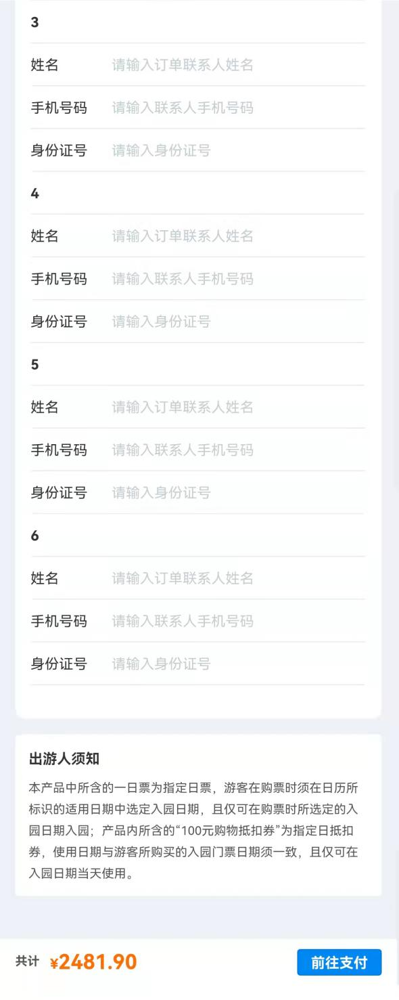 3
姓名 请输入订单联系人姓名
手机号码 请输入联系人手机号码
身份证号 请输入身份证号
4
姓名 请输入订单联系人姓名
手机号码 请输入联系人手机号码
身份证号 请输入身份证号
5
姓名 请输入订单联系人姓名
手机号码 请输入联系人手机号码
身份证号 请输入身份证号
6
姓名 请输入订单联系人姓名
手机号码 请输入联系人手机号码
身份证号 请输入身份证号
出游人须知
本产品中所含的一日票为指定日票，游客在购票时须在日历所
标识的适用日期中选定入园日期，且仅可在购票时所选定的入
园日期入园；产品内所含的“100元购物抵扣券”为指定日抵扣
券，使用日期与游客所购买的入园门票日期须一致，且仅可在
入园日期当天使用。
共计 ¥2481.90 前往支付